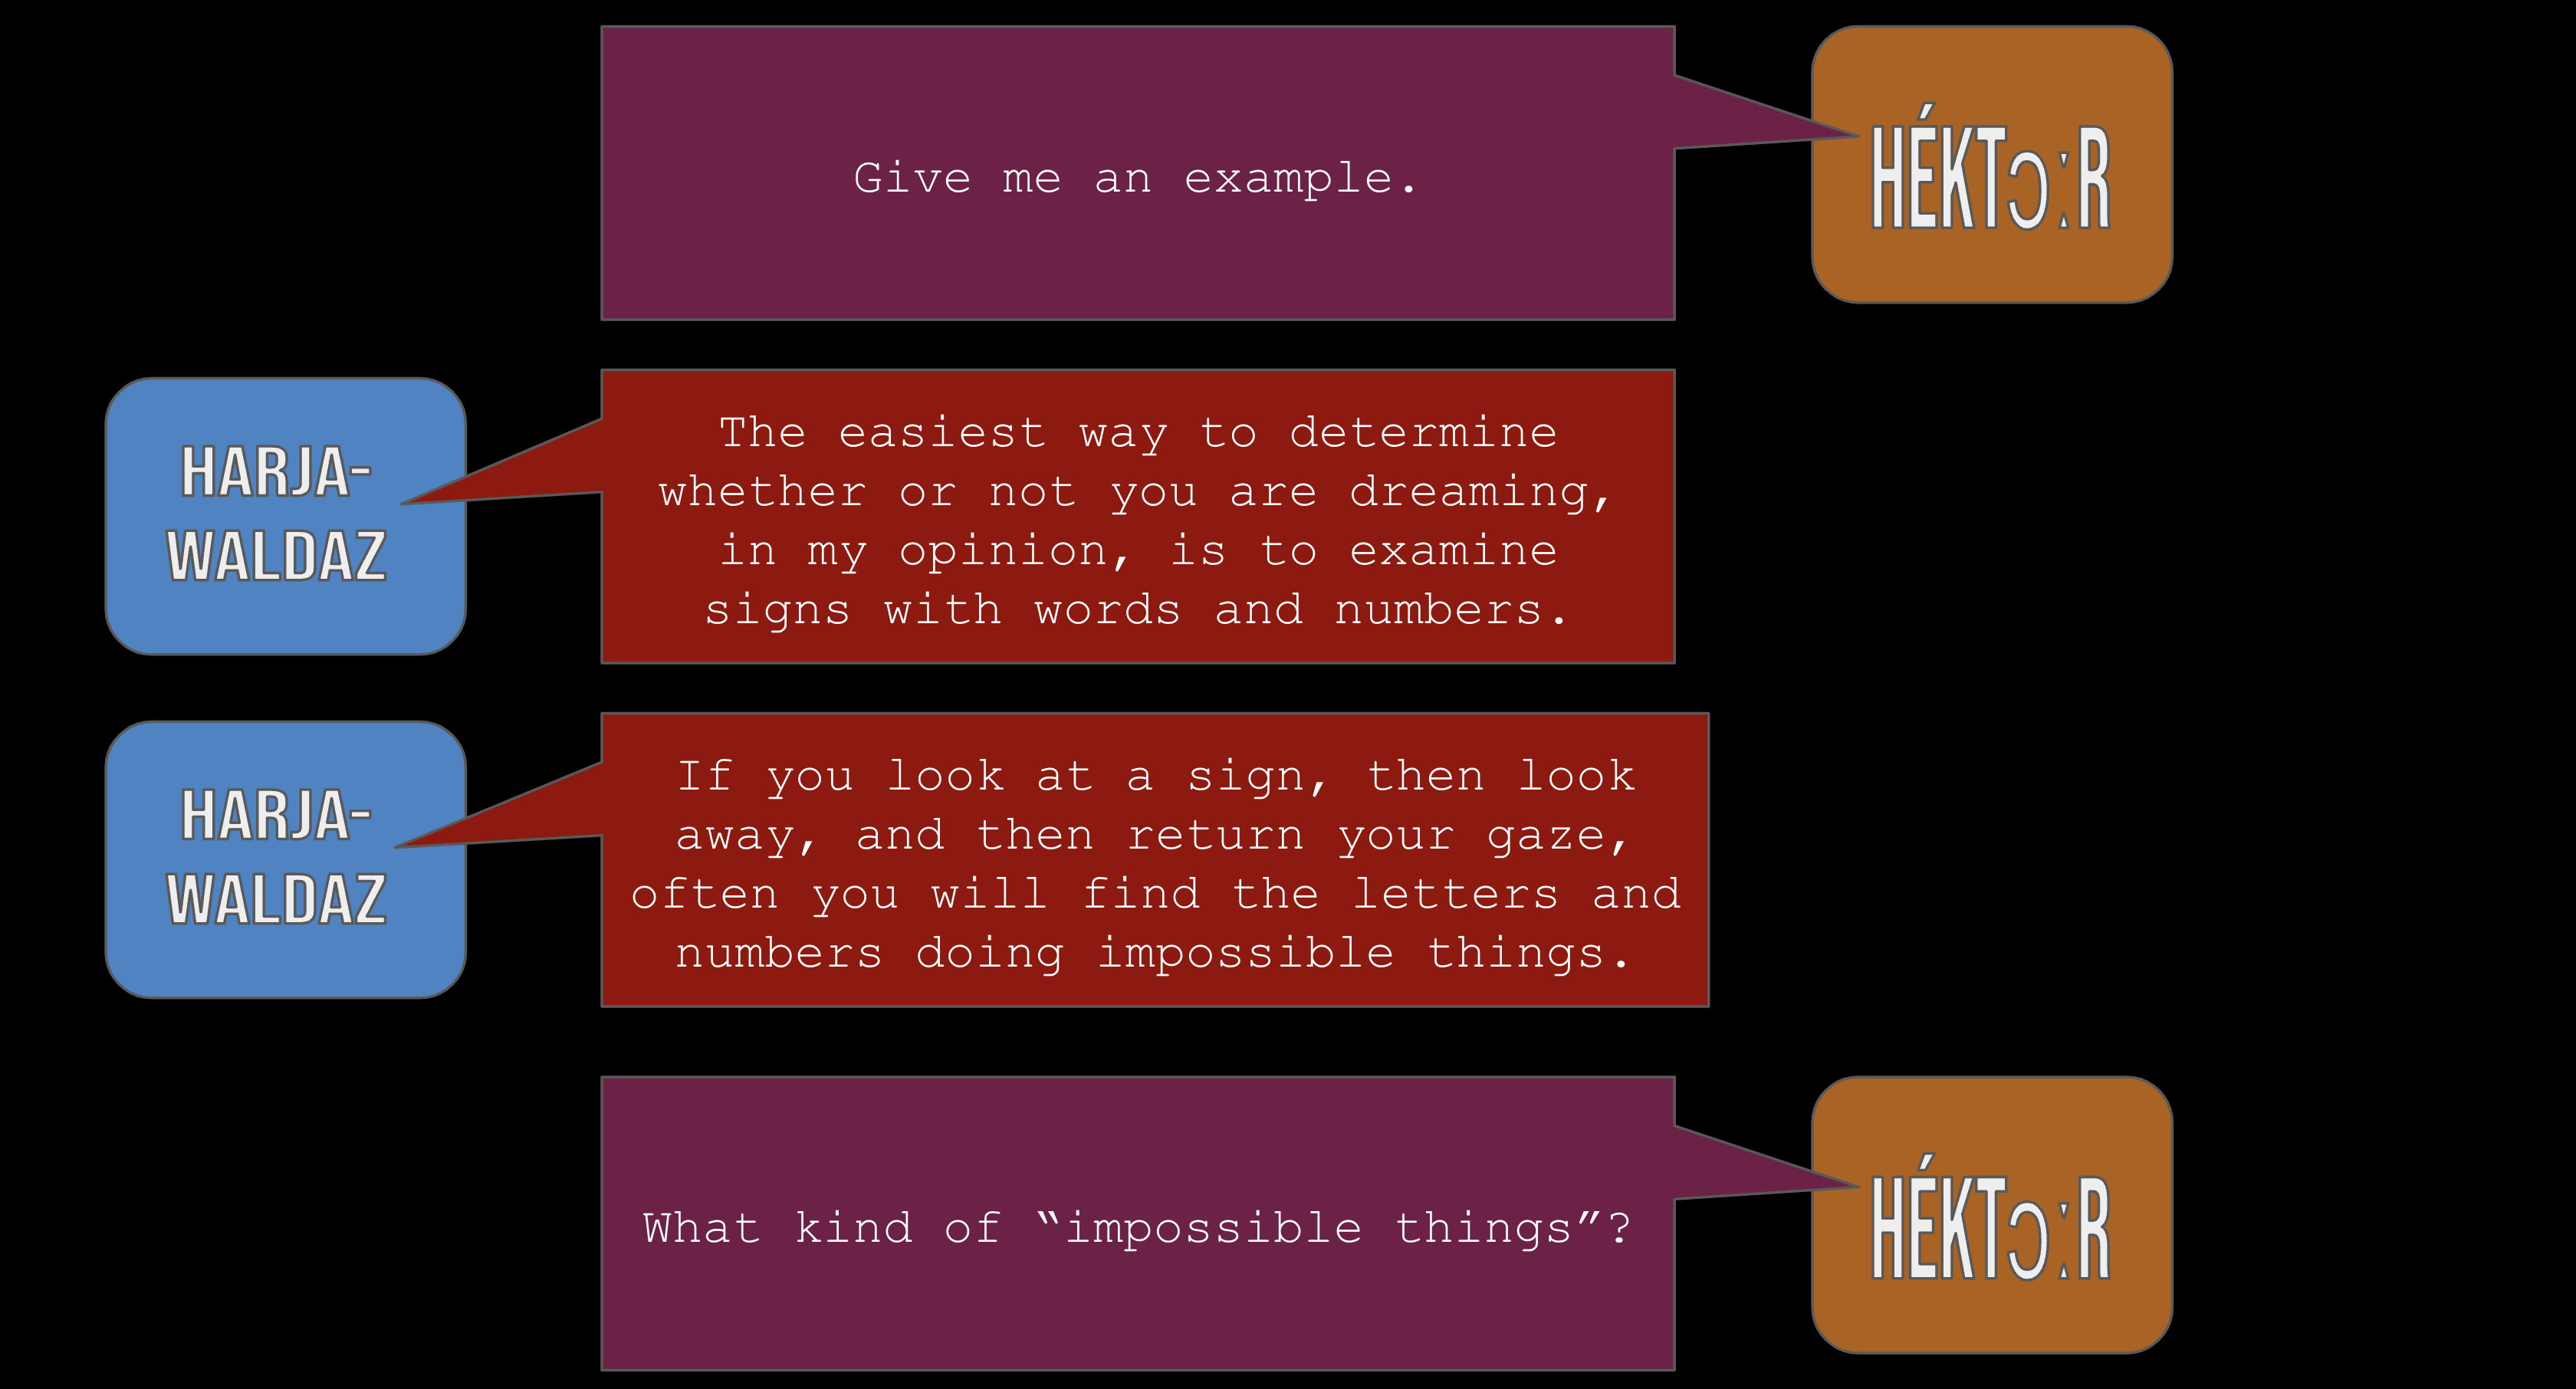 Give me an example.
HÉKTɔːR
The easiest way to determine
whether or not you are dreaming,
in my opinion, is to examine
signs with words and numbers.
HARJA-
WALDAZ
If you look at a sign, then look
away, and then return your gaze,
often you will find the letters and
numbers doing impossible things.
HARJA-
WALDAZ
What kind of “impossible things”?
HÉKTɔːR